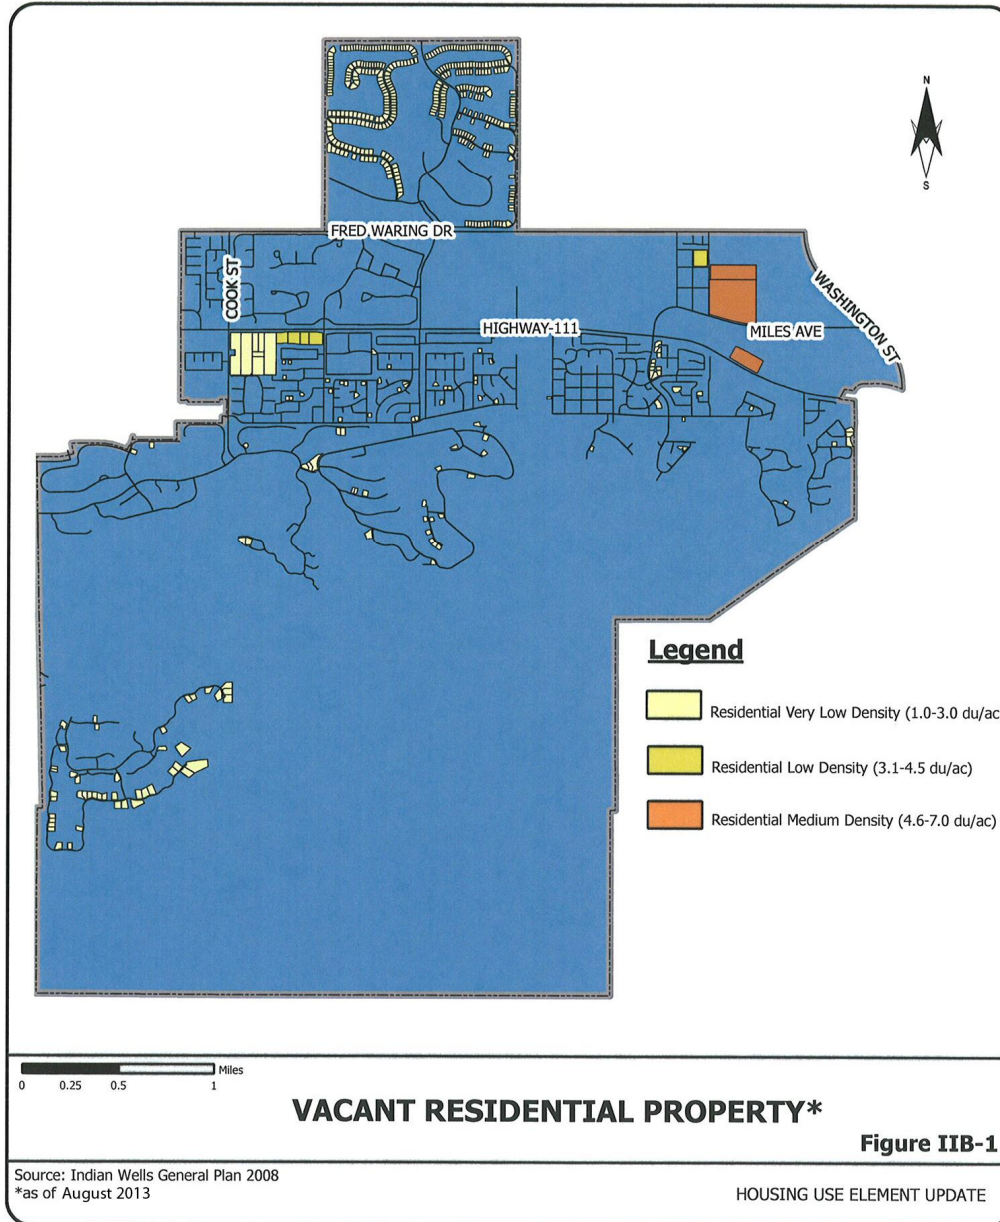 N
S
FRED WARING DR
COOK ST
WASHINGTON ST
HIGHWAY-111
MILES AVE
Legend
Residential Very Low Density (1.0-3.0 du/ac
Residential Low Density (3.1-4.5 du/ac)
Residential Medium Density (4.6-7.0 du/ac)
Miles
0 0.25 0.5 1
VACANT RESIDENTIAL PROPERTY*
Figure IIB-1
Source: Indian Wells General Plan 2008
*as of August 2013
HOUSING USE ELEMENT UPDATE